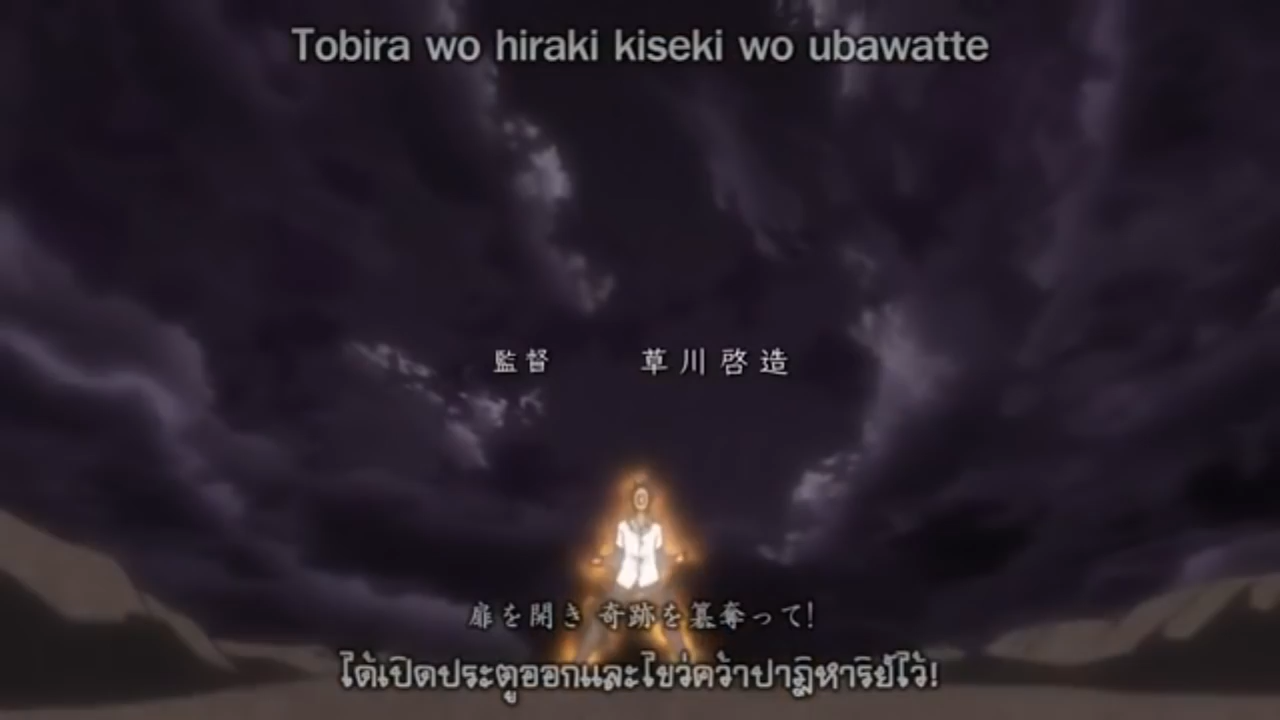 Tobira wo hiraki kiseki wo ubawatte
監督 草川啓造
扉を開き 奇跡を簒奪って!
ได้เปิดประตูออกและไขว่คว้าปาฏิหาริย์ไว้!